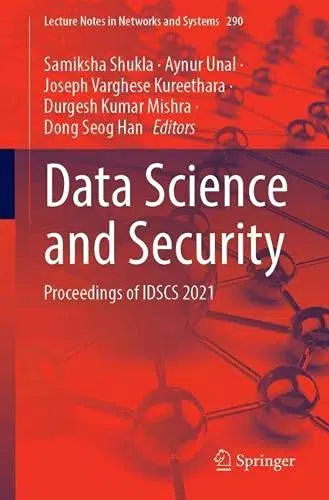 Lecture Notes in Networks and Systems 290
Samiksha Shukla · Aynur Unal ·
Joseph Varghese Kureethara ·
Durgesh Kumar Mishra ·
Dong Seog Han Editors
Data Science
and Security
Proceedings of IDSCS 2021
Springer